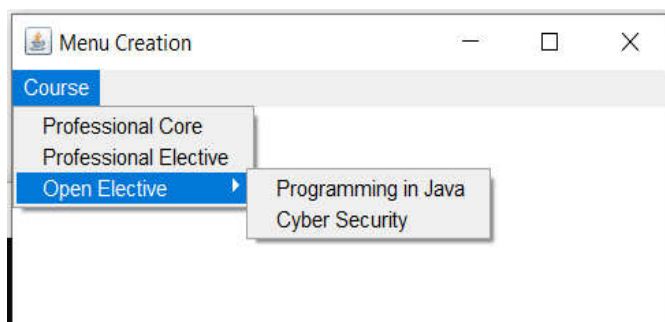 Menu Creation
Course
Professional Core
Professional Elective
Open Elective
Programming in Java
Cyber Security